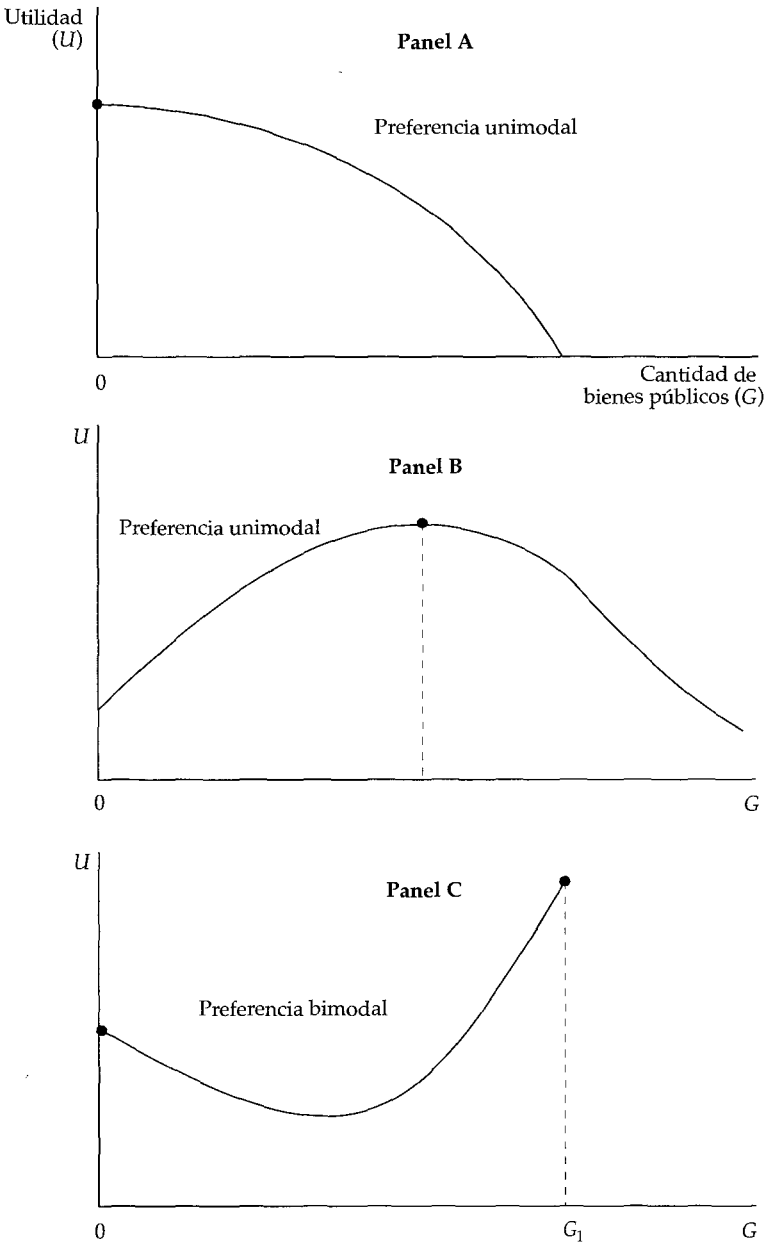 Utilidad
(U)
Panel A
Preferencia unimodal
0
Cantidad de
bienes públicos (G)
U
Panel B
Preferencia unimodal
0
G
U
Panel C
Preferencia bimodal
0
G₁
G